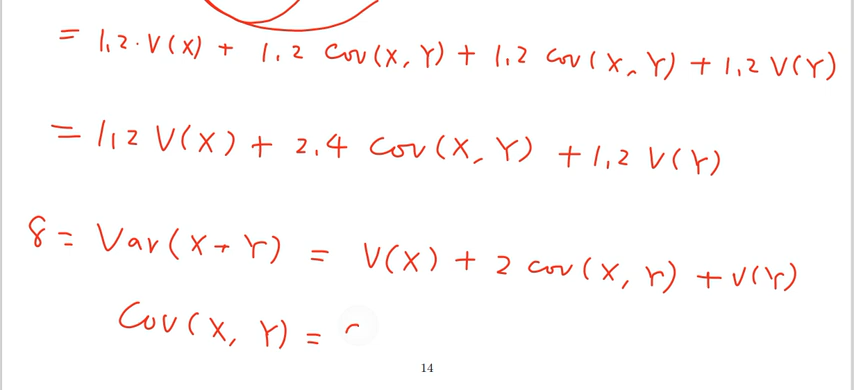 = 1.2·V(X) + 1.2 Cov(X, Y) + 1.2 Cov(X, Y) + 1.2 V(Y)
= 1.2 V(X) + 2.4 Cov(X, Y) + 1.2 V(Y)
8 = Var(X+Y) = V(X) + 2 Cov(X, Y) + V(Y)
Cov(X, Y) =
14